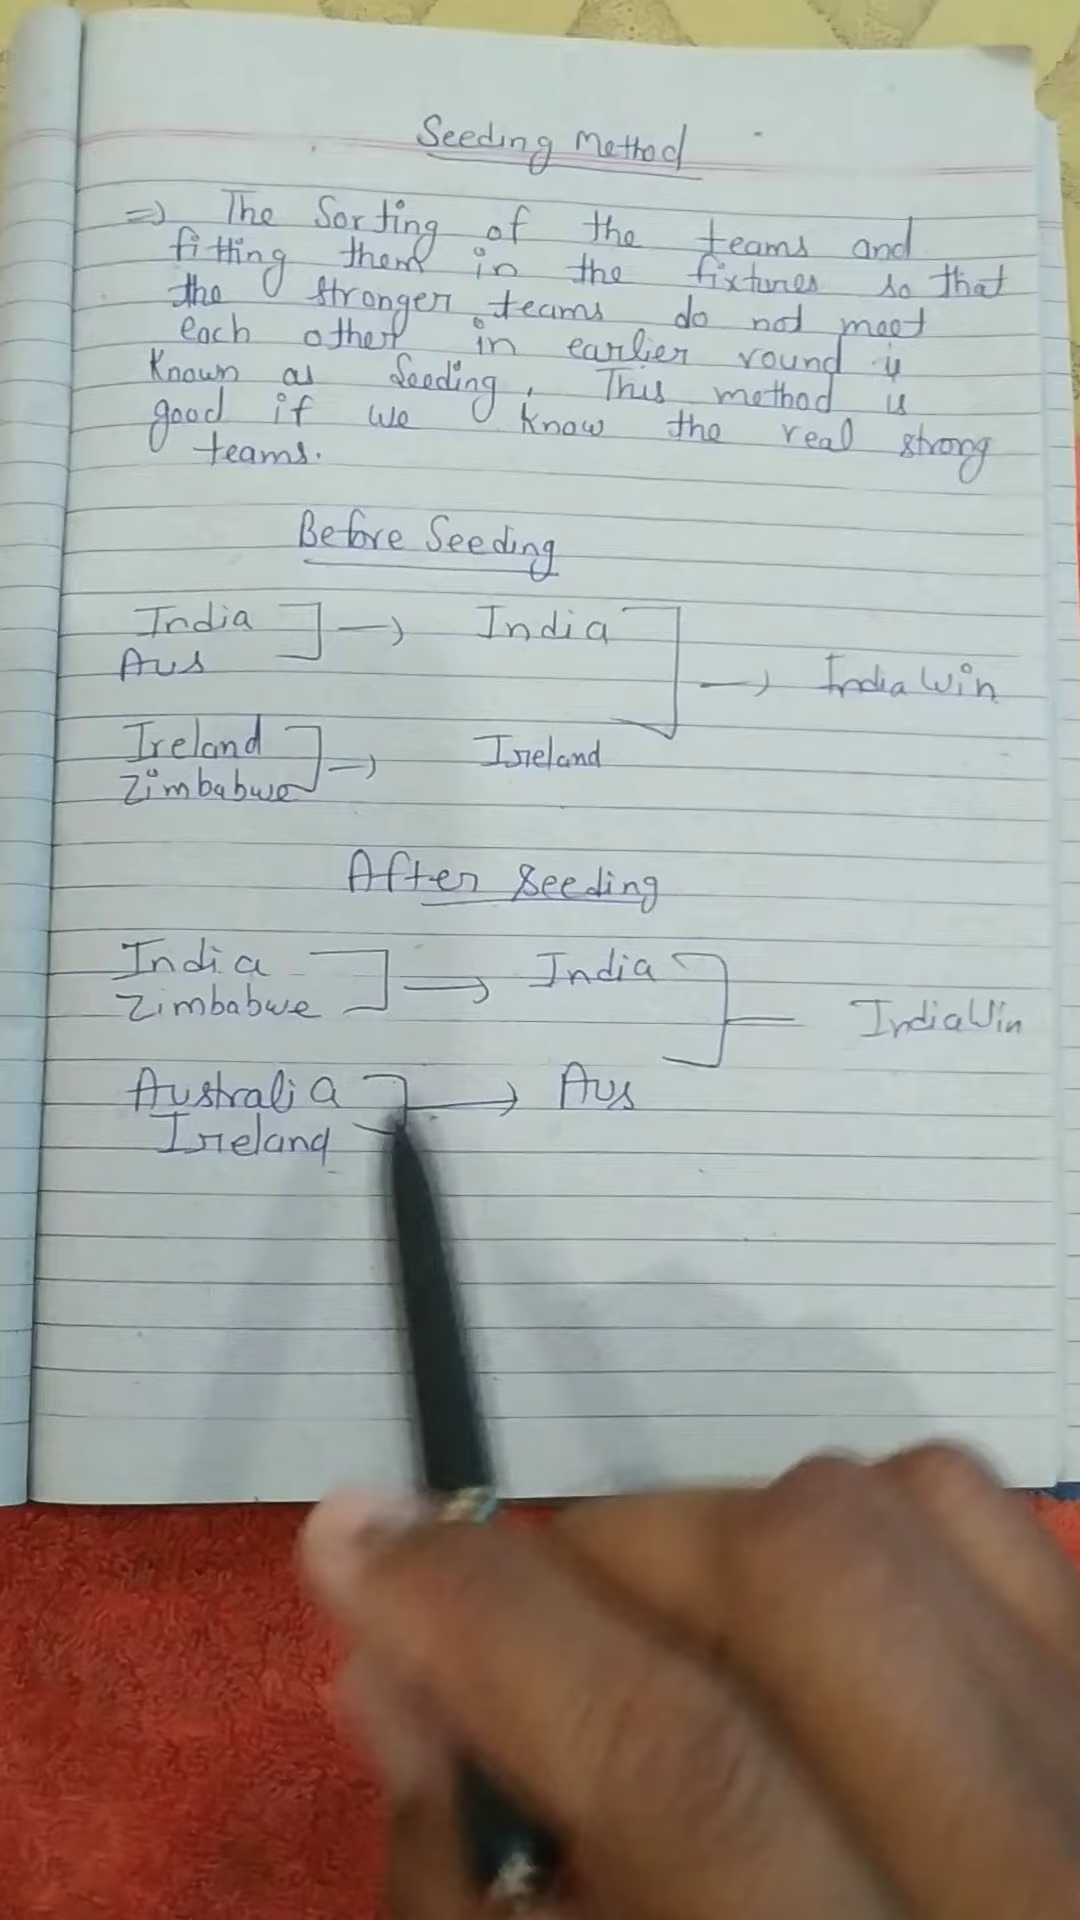 Seeding Method
=) The Sorting of the teams and
fitting them in the fixtures so that
the stronger teams do not meet
each other in earlier round is
Known as Seeding. This method is
good if we know the real strong
teams.
Before Seeding
India → India
Aus
→ India Win
Ireland → Ireland
Zimbabwe
After Seeding
India → India
Zimbabwe
India Win
Australia → Aus
Ireland